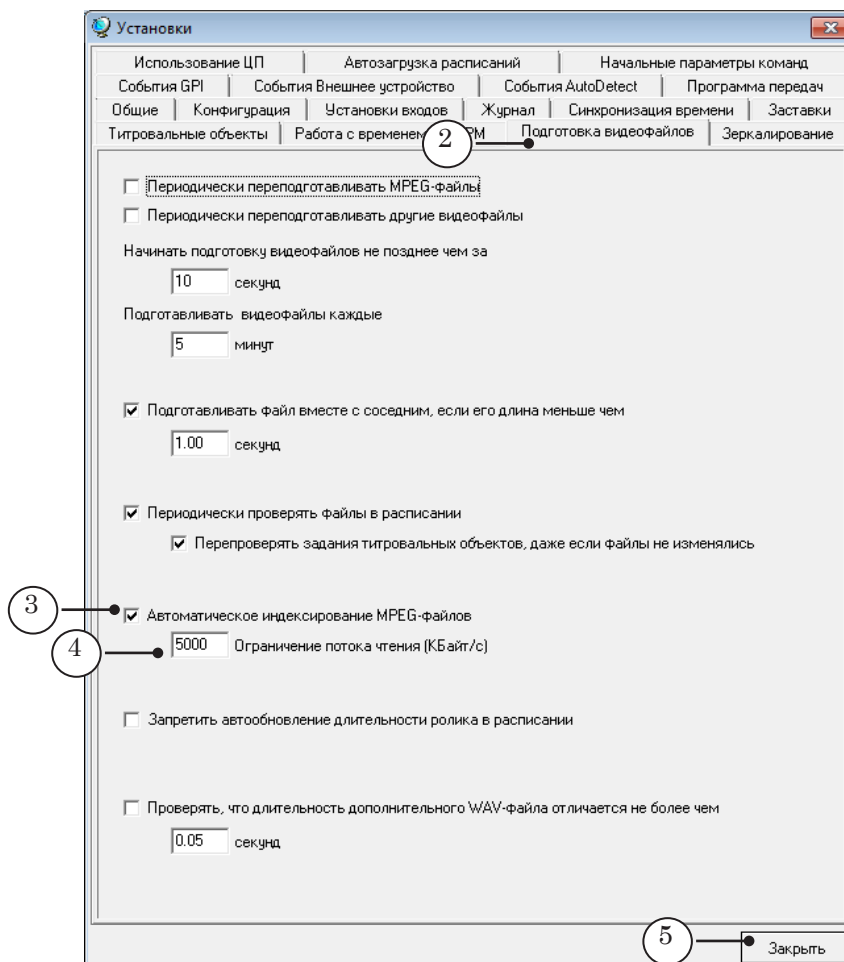 Установки
Использование ЦП Автозагрузка расписаний Начальные параметры команд
События GPI События Внешнее устройство События AutoDetect Программа передач
Общие Конфигурация Установки входов Журнал Синхронизация времени Заставки
Титровальные объекты Работа с временем РМ Подготовка видеофайлов Зеркалирование
2
Периодически переподготавливать MPEG-файлы
Периодически переподготавливать другие видеофайлы
Начинать подготовку видеофайлов не позднее чем за
10 секунд
Подготавливать видеофайлы каждые
5 минут
Подготавливать файл вместе с соседним, если его длина меньше чем
1.00 секунд
Периодически проверять файлы в расписании
Перепроверять задания титровальных объектов, даже если файлы не изменялись
3
Автоматическое индексирование MPEG-файлов
4
5000 Ограничение потока чтения (КБайт/с)
Запретить автообновление длительности ролика в расписании
Проверять, что длительность дополнительного WAV-файла отличается не более чем
0.05 секунд
5
Закрыть